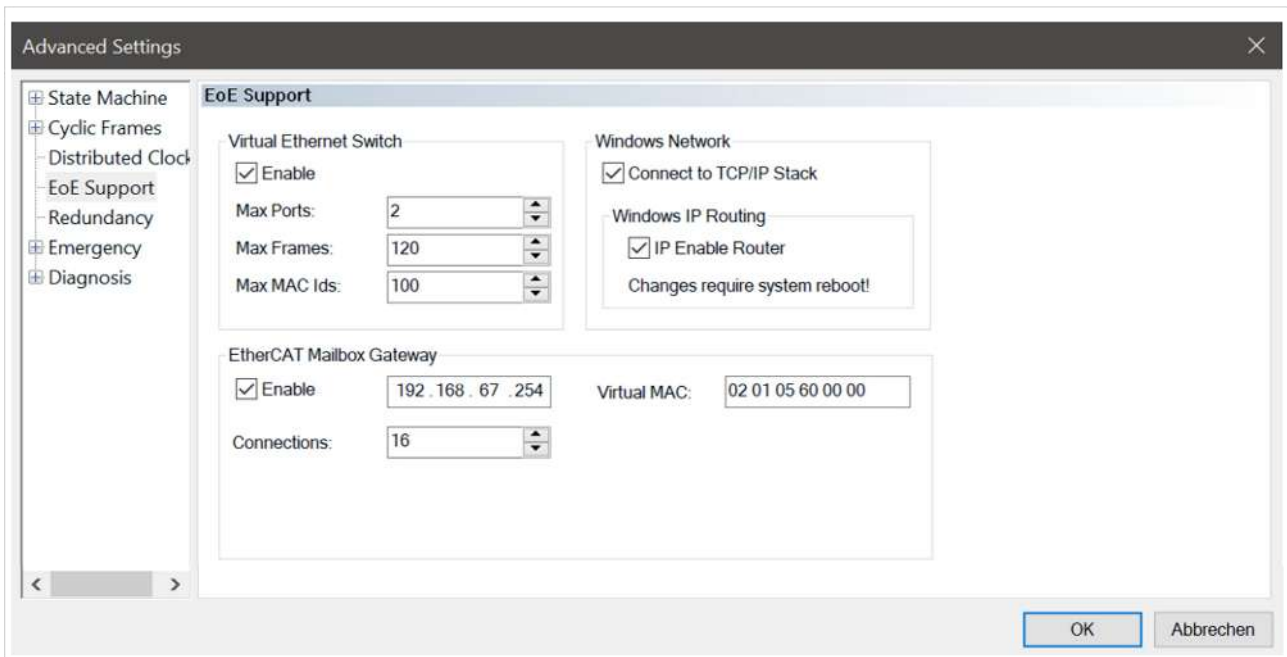 Advanced Settings
State Machine
Cyclic Frames
Distributed Clock
EoE Support
Redundancy
Emergency
Diagnosis
EoE Support
Virtual Ethernet Switch
Enable
Max Ports: 2
Max Frames: 120
Max MAC Ids: 100
Windows Network
Connect to TCP/IP Stack
Windows IP Routing
IP Enable Router
Changes require system reboot!
EtherCAT Mailbox Gateway
Enable 192 . 168 . 67 . 254 Virtual MAC: 02 01 05 60 00 00
Connections: 16
OK Abbrechen